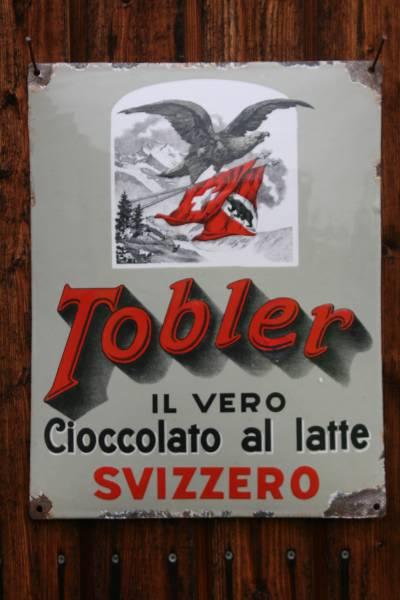 Tobler
IL VERO
Cioccolato al latte
SVIZZERO